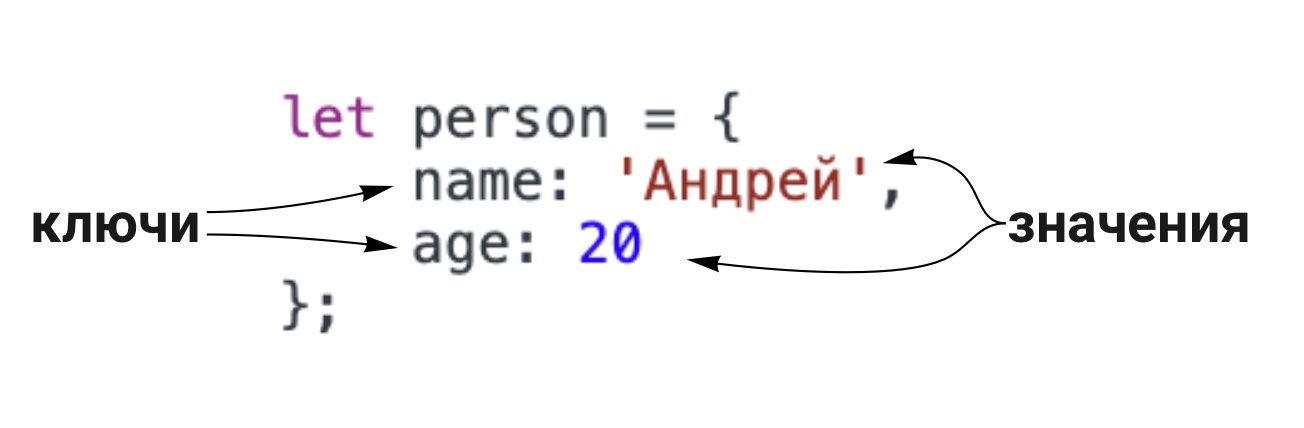 let person = {
name: 'Андрей',
ключи
значения
age: 20
};